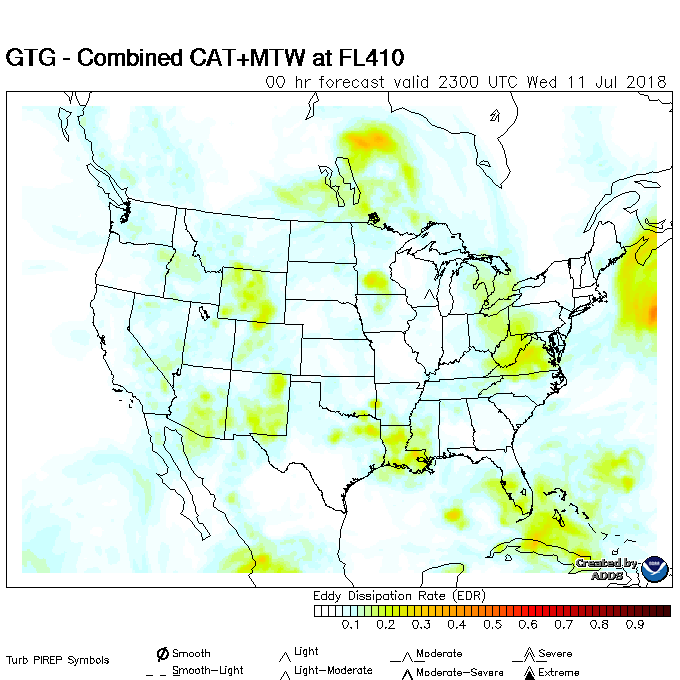 GTG - Combined CAT+MTW at FL410
00 hr forecast valid 2300 UTC Wed 11 Jul 2018
Created by
ADDS
Eddy Dissipation Rate (EDR)
0.1 0.2 0.3 0.4 0.5 0.6 0.7 0.8 0.9
Turb PIREP Symbols
Smooth Light Moderate Severe
Smooth-Light Light-Moderate Moderate-Severe Extreme